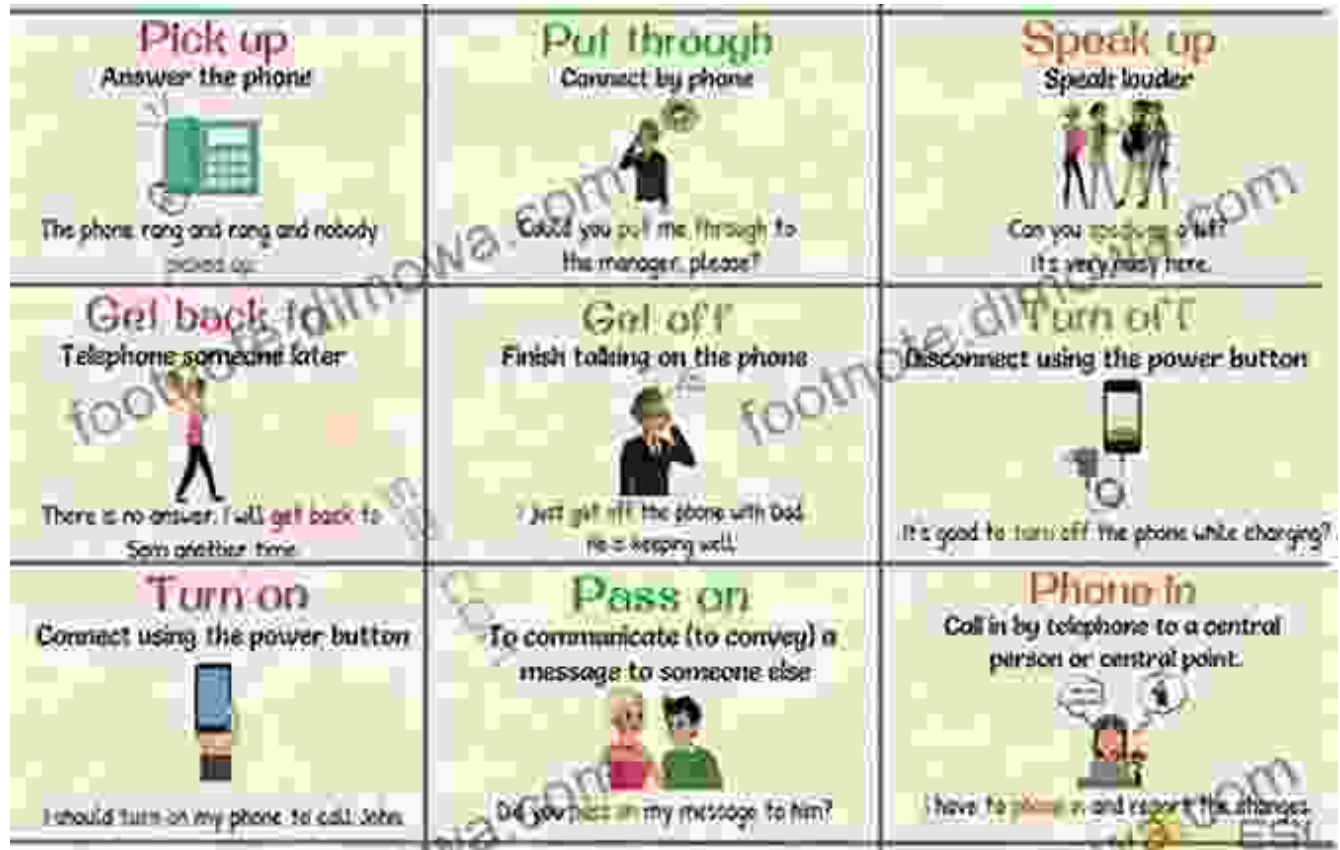 Pick up
Answer the phone
The phone rang and rang and nobody
picked up.
Put through
Connect by phone
Could you put me through to
the manager, please?
Speak up
Speak louder
Can you speak up a bit?
It's very noisy here.
Get back to
Telephone someone later
There is no answer. I will get back to
Sam another time.
Get off
Finish talking on the phone
I just got off the phone with Dad.
He is keeping well.
Turn off
Disconnect using the power button
It's good to turn off the phone while charging?
Turn on
Connect using the power button
I should turn on my phone to call John.
Pass on
To communicate (to convey) a
message to someone else
Did you pass on my message to him?
Phone in
Call in by telephone to a central
person or central point.
I have to phone in and report the changes
footnote.dimowa.com
footnote.dimowa.com